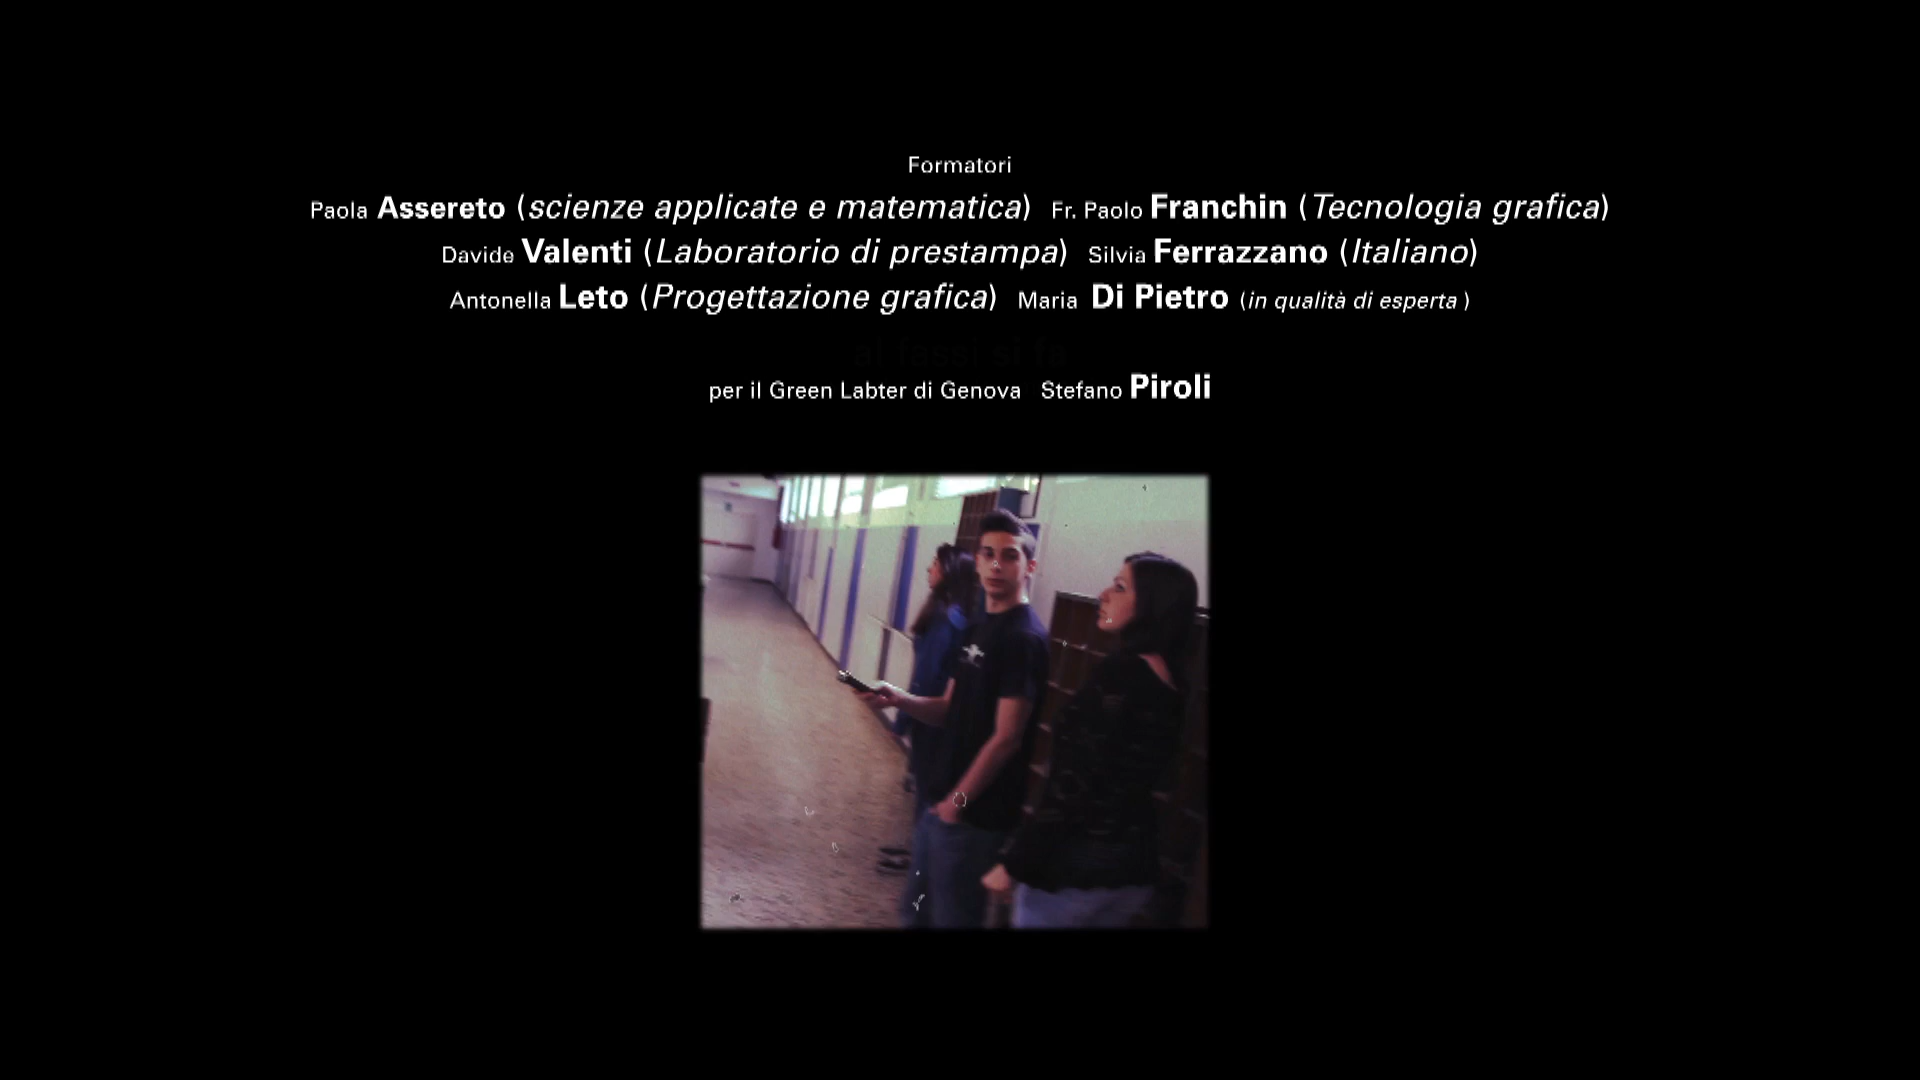 Formatori
Paola Assereto (scienze applicate e matematica) Fr. Paolo Franchin (Tecnologia grafica)
Davide Valenti (Laboratorio di prestampa) Silvia Ferrazzano (Italiano)
Antonella Leto (Progettazione grafica) Maria Di Pietro (in qualità di esperta )
per il Green Labter di Genova Stefano Piroli